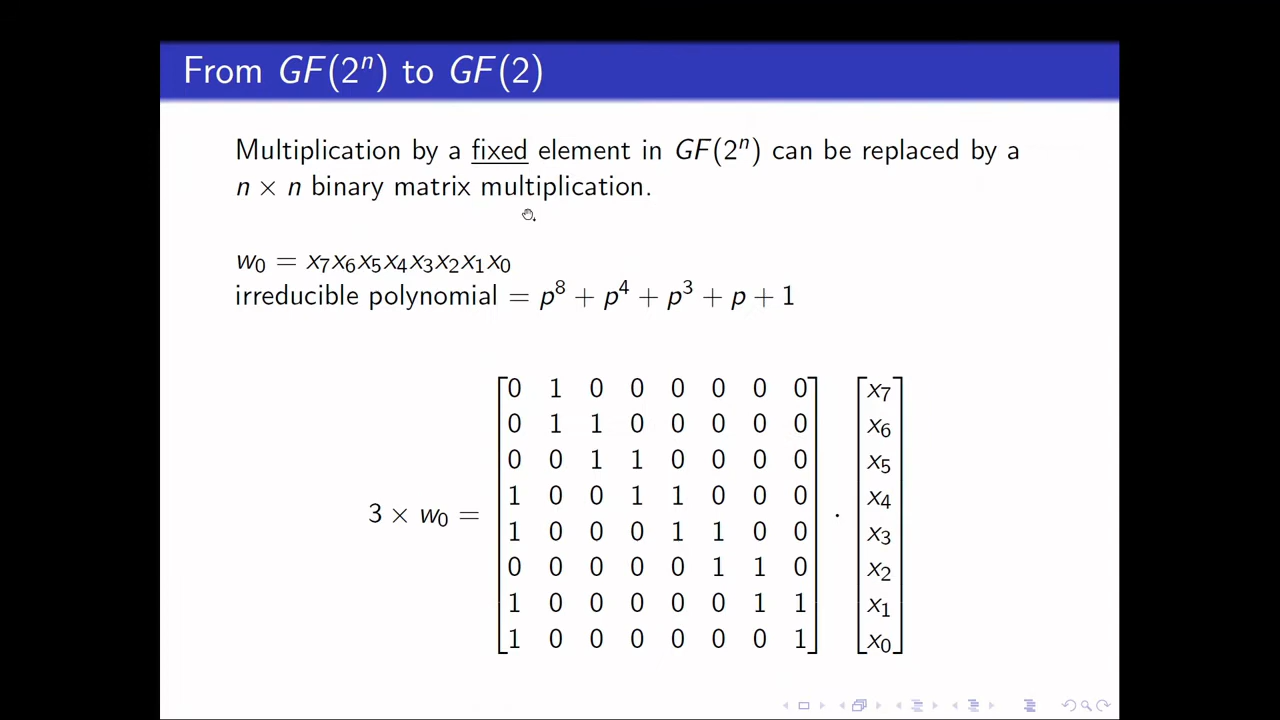 From GF(2ⁿ) to GF(2)
Multiplication by a fixed element in GF(2ⁿ) can be replaced by a
n × n binary matrix multiplication.
w₀ = x₇x₆x₅x₄x₃x₂x₁x₀
irreducible polynomial = p⁸ + p⁴ + p³ + p + 1
3 × w₀ =
0 1 0 0 0 0 0 0
0 1 1 0 0 0 0 0
0 0 1 1 0 0 0 0
1 0 0 1 1 0 0 0
1 0 0 0 1 1 0 0
0 0 0 0 0 1 1 0
1 0 0 0 0 0 1 1
1 0 0 0 0 0 0 1
·
x₇
x₆
x₅
x₄
x₃
x₂
x₁
x₀